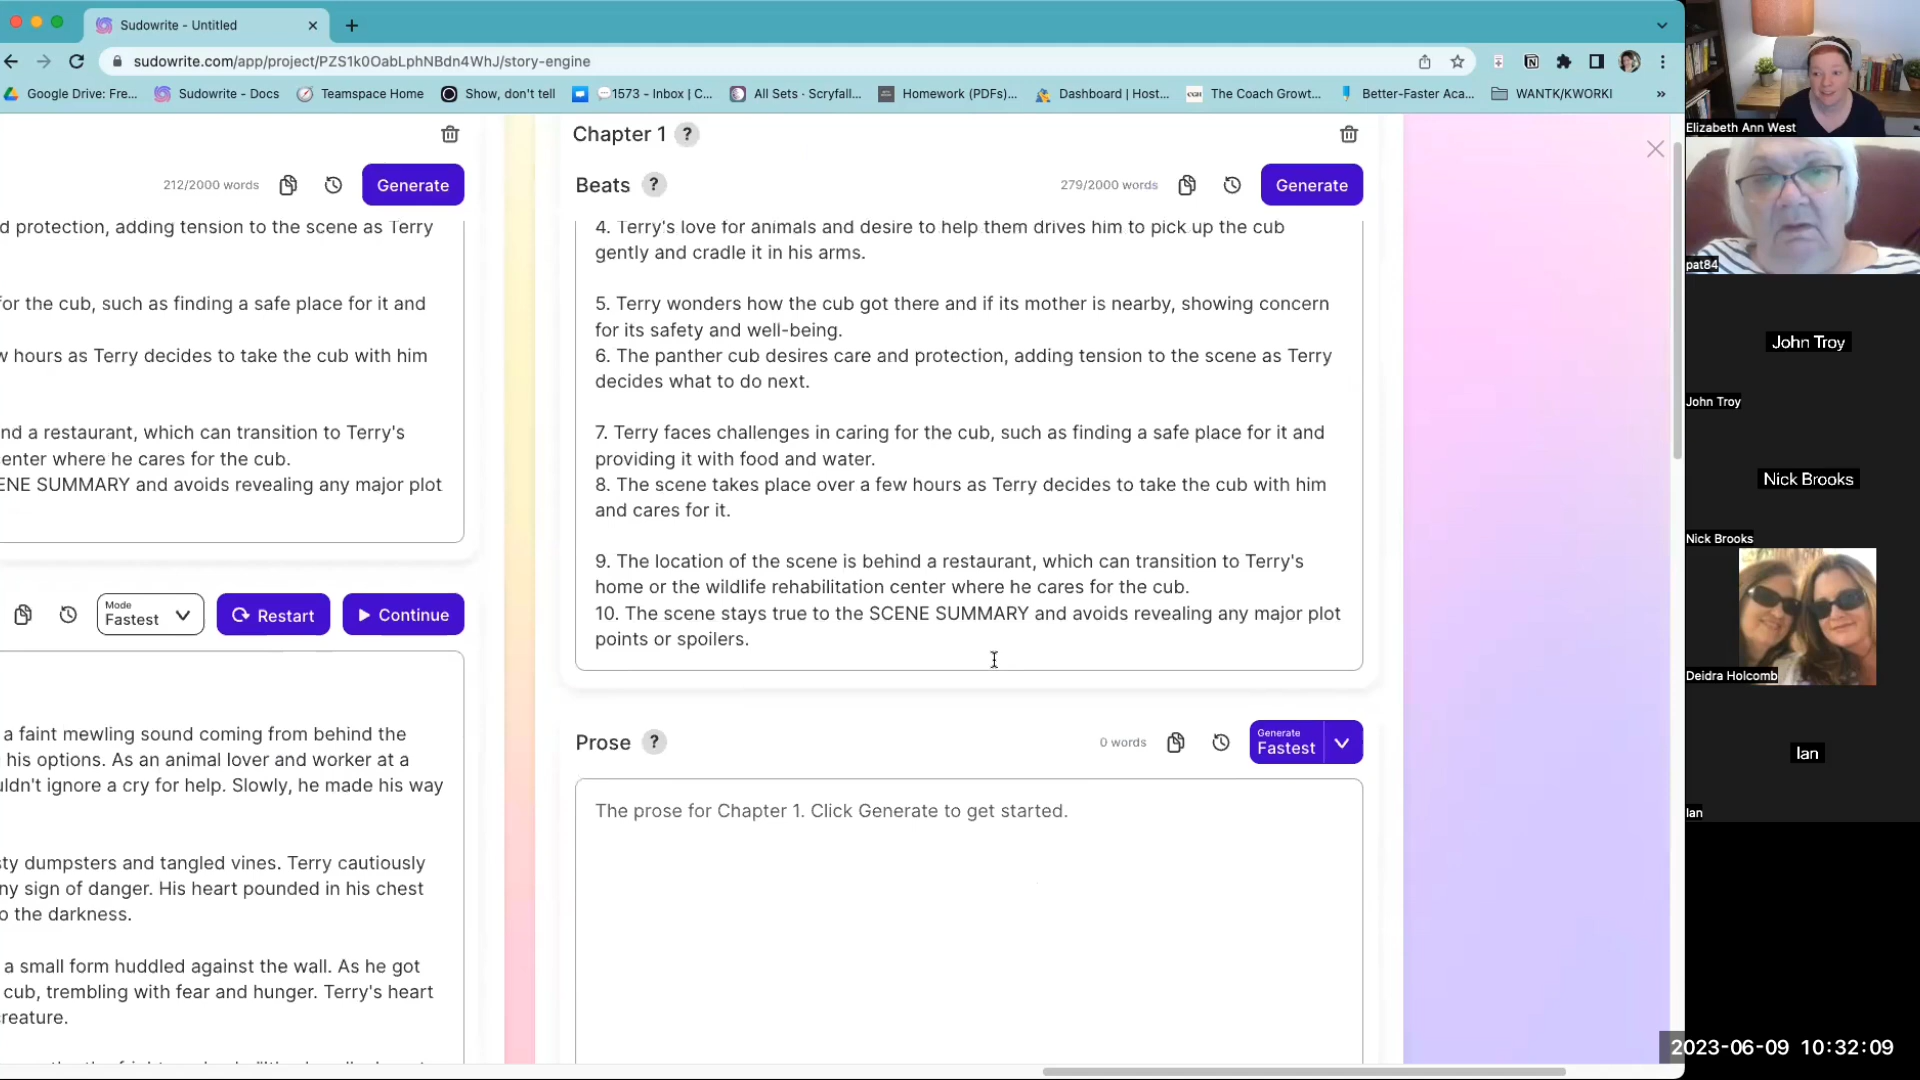 Sudowrite - Untitled
sudowrite.com/app/project/PZS1k0OabLphNBdn4WhJ/story-engine
Google Drive: Fre...
Sudowrite - Docs
Teamspace Home
Show, don't tell
1573 - Inbox | C...
All Sets - Scryfall...
Homework (PDFs)...
Dashboard | Host...
The Coach Growt...
Better-Faster Aca...
WANTK/KWORKI
»
212/2000 words
Generate
d protection, adding tension to the scene as Terry
or the cub, such as finding a safe place for it and
w hours as Terry decides to take the cub with him
nd a restaurant, which can transition to Terry's
enter where he cares for the cub.
ENE SUMMARY and avoids revealing any major plot
Mode
Fastest
Restart
Continue
a faint mewling sound coming from behind the
his options. As an animal lover and worker at a
uldn't ignore a cry for help. Slowly, he made his way
sty dumpsters and tangled vines. Terry cautiously
ny sign of danger. His heart pounded in his chest
o the darkness.
a small form huddled against the wall. As he got
cub, trembling with fear and hunger. Terry's heart
reature.
Chapter 1 ?
Beats ?
279/2000 words
Generate
4. Terry's love for animals and desire to help them drives him to pick up the cub
gently and cradle it in his arms.
5. Terry wonders how the cub got there and if its mother is nearby, showing concern
for its safety and well-being.
6. The panther cub desires care and protection, adding tension to the scene as Terry
decides what to do next.
7. Terry faces challenges in caring for the cub, such as finding a safe place for it and
providing it with food and water.
8. The scene takes place over a few hours as Terry decides to take the cub with him
and cares for it.
9. The location of the scene is behind a restaurant, which can transition to Terry's
home or the wildlife rehabilitation center where he cares for the cub.
10. The scene stays true to the SCENE SUMMARY and avoids revealing any major plot
points or spoilers.
Prose ?
0 words
Generate
Fastest
The prose for Chapter 1. Click Generate to get started.
Elizabeth Ann West
pat84
John Troy
John Troy
Nick Brooks
Nick Brooks
Deidra Holcomb
Ian
Ian
2023-06-09 10:32:09